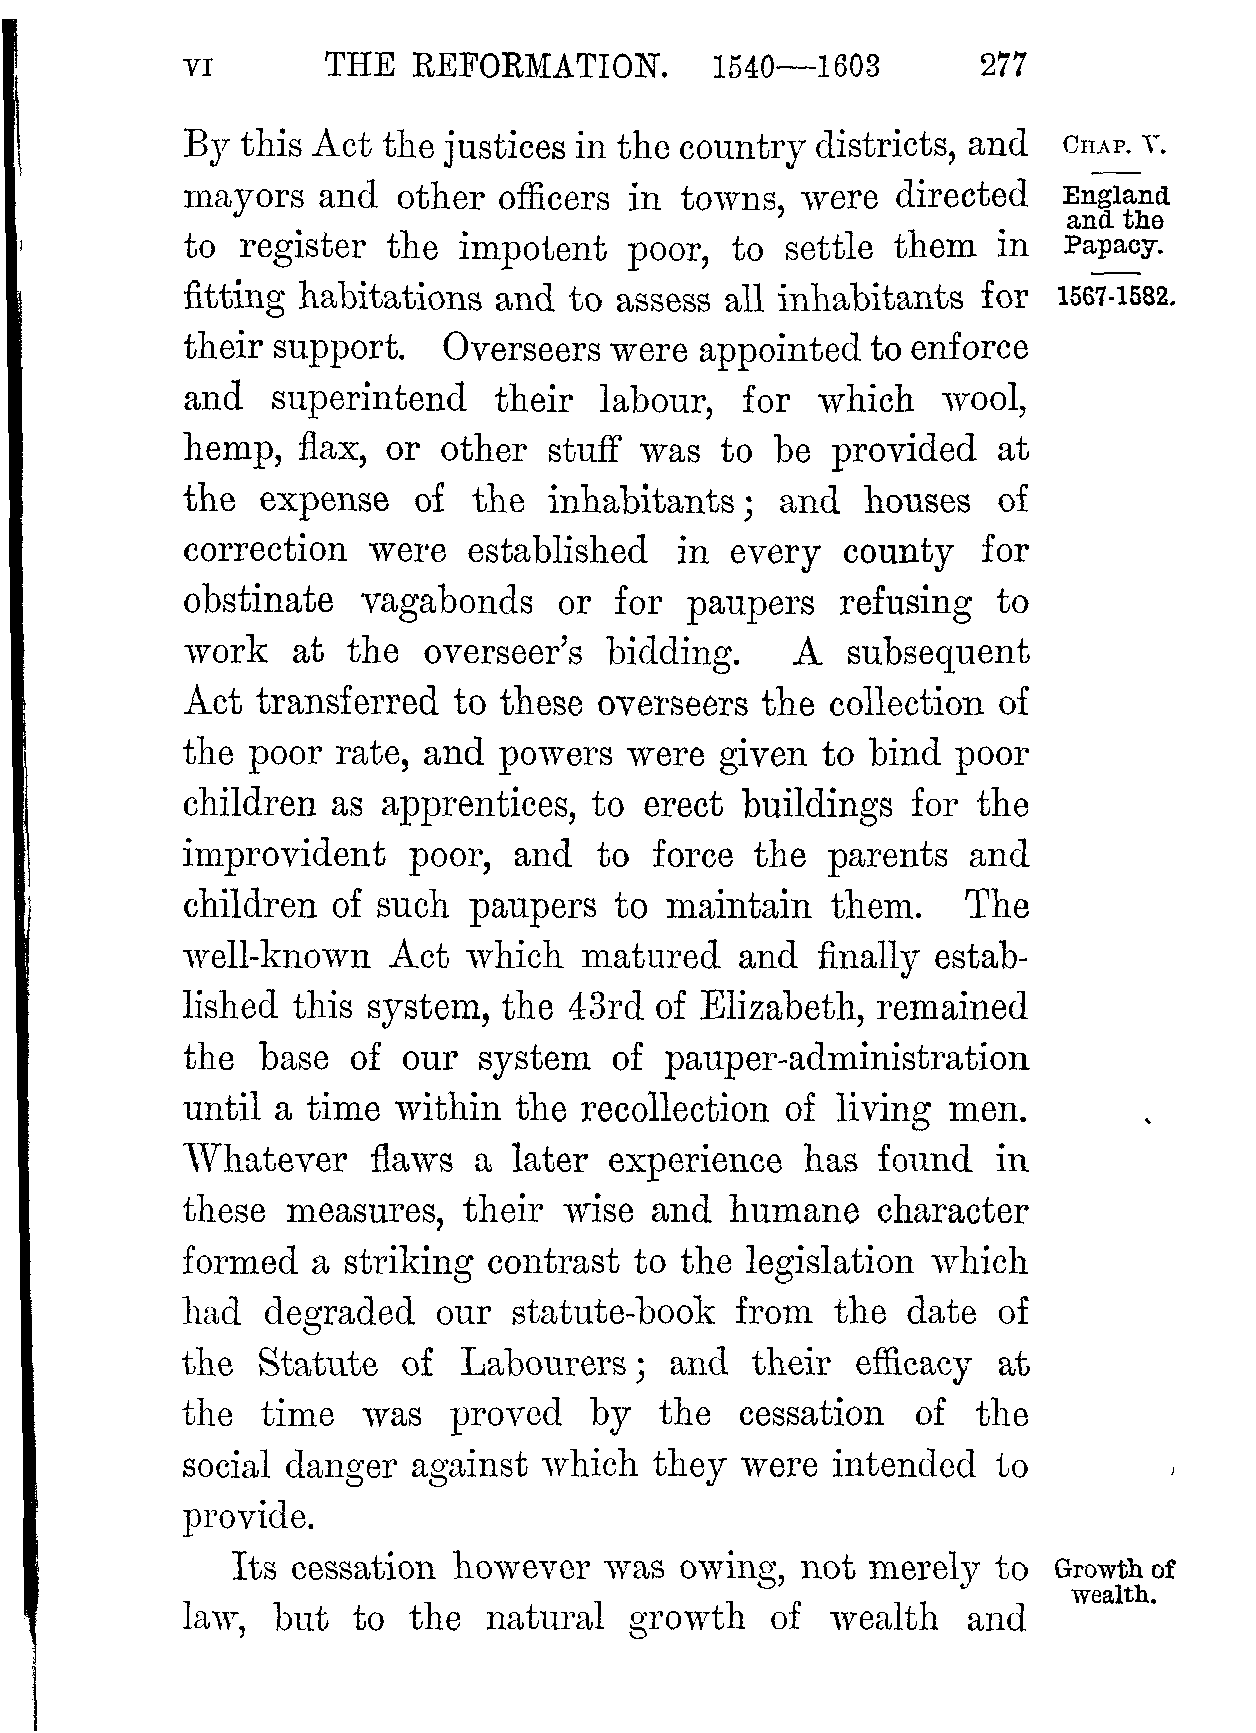 VI THE REFORMATION. 1540—1603 277
By this Act the justices in the country districts, and
mayors and other officers in towns, were directed
to register the impotent poor, to settle them in
fitting habitations and to assess all inhabitants for
their support. Overseers were appointed to enforce
and superintend their labour, for which wool,
hemp, flax, or other stuff was to be provided at
the expense of the inhabitants; and houses of
correction were established in every county for
obstinate vagabonds or for paupers refusing to
work at the overseer's bidding. A subsequent
Act transferred to these overseers the collection of
the poor rate, and powers were given to bind poor
children as apprentices, to erect buildings for the
improvident poor, and to force the parents and
children of such paupers to maintain them. The
well-known Act which matured and finally estab-
lished this system, the 43rd of Elizabeth, remained
the base of our system of pauper-administration
until a time within the recollection of living men.
Whatever flaws a later experience has found in
these measures, their wise and humane character
formed a striking contrast to the legislation which
had degraded our statute-book from the date of
the Statute of Labourers; and their efficacy at
the time was proved by the cessation of the
social danger against which they were intended to
provide.
Its cessation however was owing, not merely to
law, but to the natural growth of wealth and
CHAP. V.
England
and the
Papacy.
1567-1582.
Growth of
wealth.